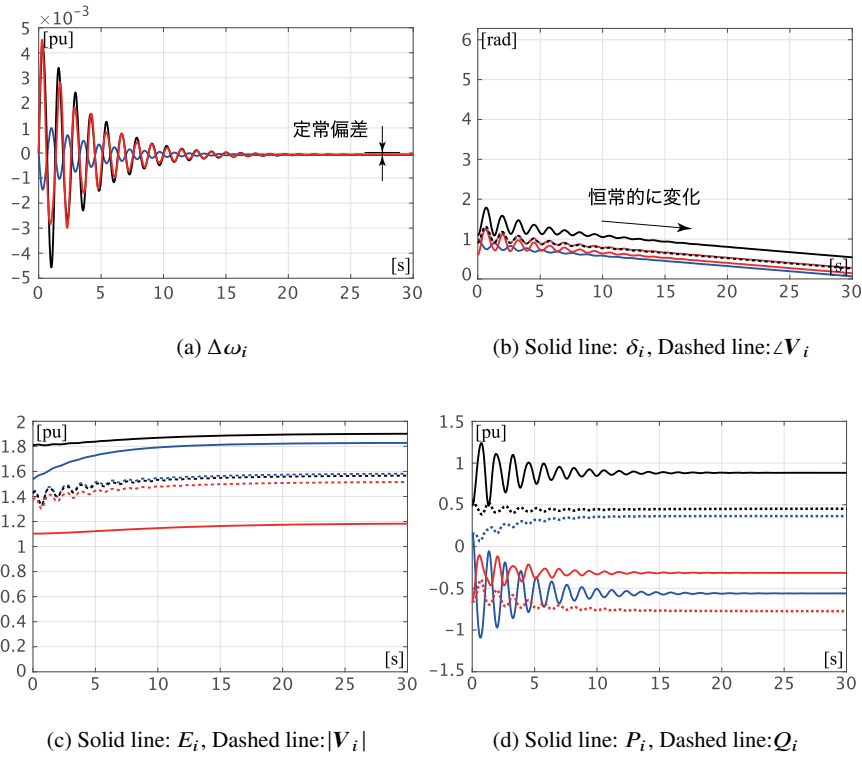 ×10⁻³
[pu]
5
4
3
2
1
0
−1
−2
−3
−4
5
定常偏差
[s]
0 5 10 15 20 25 30
(a) Δωᵢ
[rad]
6
5
4
3
2
1
0
恒常的に変化
[s]
0 5 10 15 20 25 30
(b) Solid line: δᵢ, Dashed line:∠Vᵢ
[pu]
2
1.8
1.6
1.4
1.2
1
0.8
0.6
0.4
0.2
0
[s]
0 5 10 15 20 25 30
(c) Solid line: Eᵢ, Dashed line:|Vᵢ|
[pu]
1.5
1
0.5
0
−0.5
−1
−1.5
[s]
0 5 10 15 20 25 30
(d) Solid line: Pᵢ, Dashed line:Qᵢ